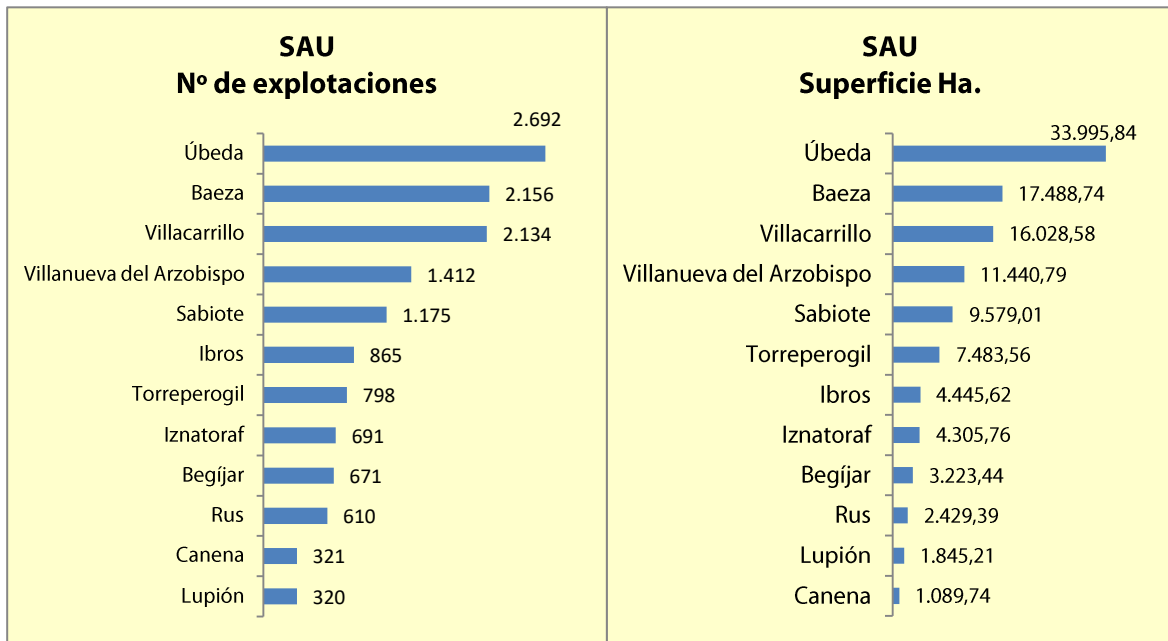 SAU
Nº de explotaciones
2.692
Úbeda
Baeza 2.156
Villacarrillo 2.134
Villanueva del Arzobispo 1.412
Sabiote 1.175
Ibros 865
Torreperogil 798
Iznatoraf 691
Begíjar 671
Rus 610
Canena 321
Lupión 320
SAU
Superficie Ha.
33.995,84
Úbeda
Baeza 17.488,74
Villacarrillo 16.028,58
Villanueva del Arzobispo 11.440,79
Sabiote 9.579,01
Torreperogil 7.483,56
Ibros 4.445,62
Iznatoraf 4.305,76
Begíjar 3.223,44
Rus 2.429,39
Lupión 1.845,21
Canena 1.089,74